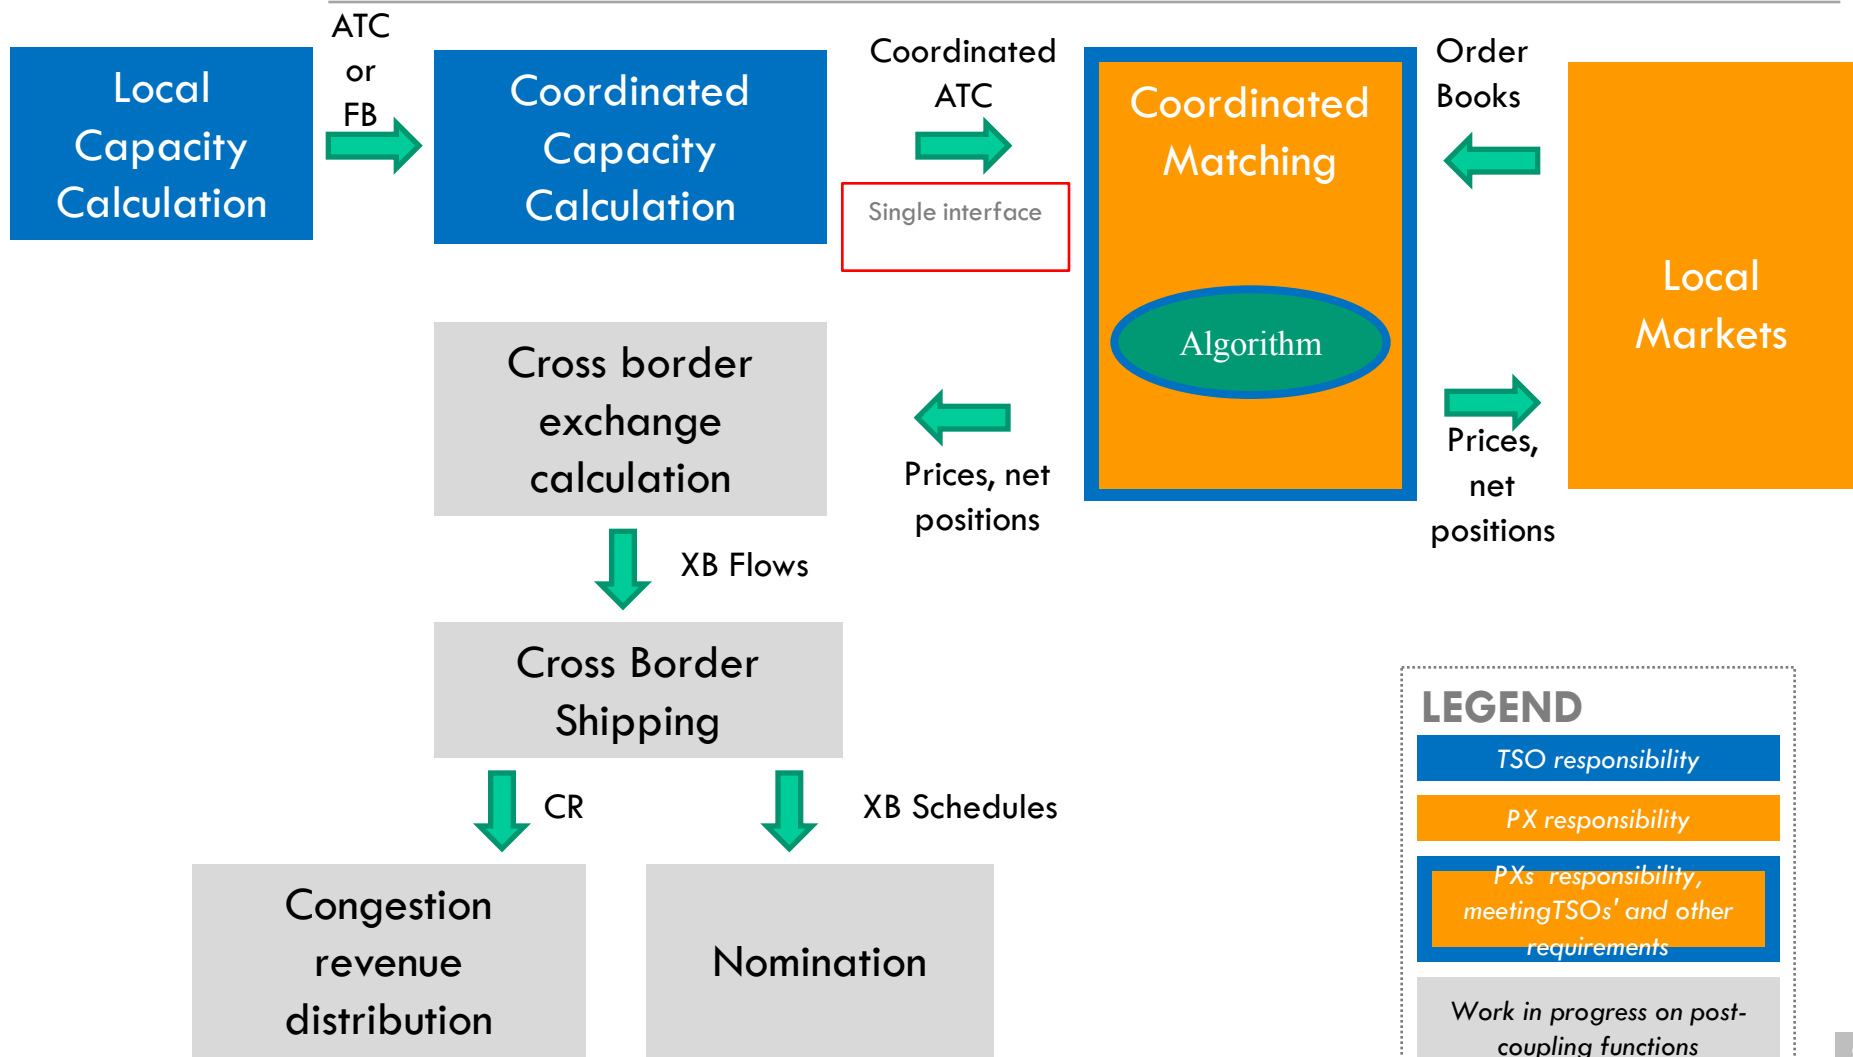 ATC
or
FB
Local
Capacity
Calculation
Coordinated
Capacity
Calculation
Coordinated
ATC
Single interface
Coordinated
Matching
Algorithm
Order
Books
Local
Markets
Prices,
net
positions
Prices, net
positions
Cross border
exchange
calculation
XB Flows
Cross Border
Shipping
CR
XB Schedules
Congestion
revenue
distribution
Nomination
LEGEND
TSO responsibility
PX responsibility
PXs responsibility,
meetingTSOs' and other
requirements
Work in progress on post-
coupling functions